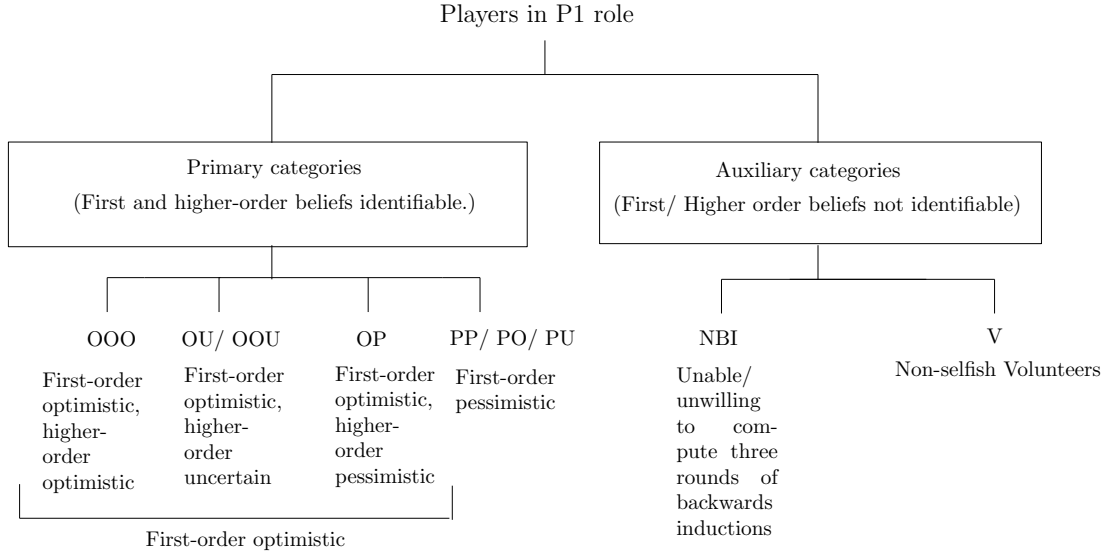 Players in P1 role
Primary categories
(First and higher-order beliefs identifiable.)
Auxiliary categories
(First/ Higher order beliefs not identifiable)
OOO
First-order
optimistic,
higher-
order
optimistic
OU/ OOU
First-order
optimistic,
higher-
order
uncertain
OP
First-order
optimistic,
higher-
order
pessimistic
PP/ PO/ PU
First-order
pessimistic
First-order optimistic
NBI
Unable/
unwilling
to com-
pute three
rounds of
backwards
inductions
V
Non-selfish Volunteers